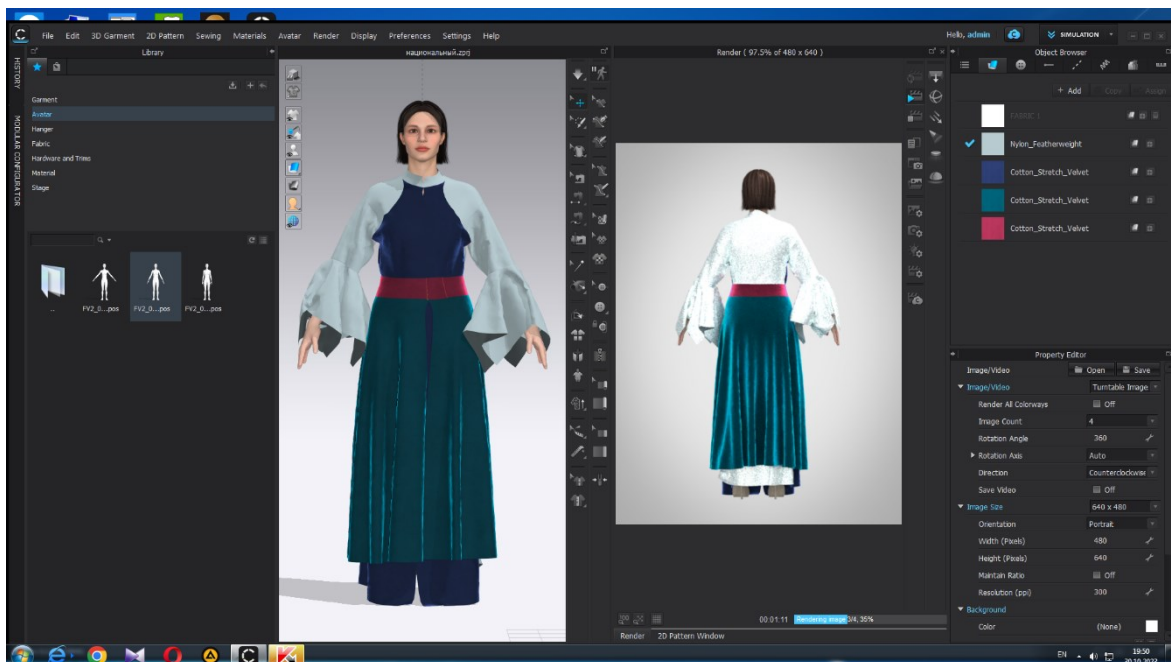 File Edit 3D Garment 2D Pattern Sewing Materials Avatar Render Display Preferences Settings Help
Hello, admin
SIMULATION
HISTORY
MODULAR CONFIGURATOR
Library
Garment
Avatar
Hanger
Fabric
Hardware and Trims
Material
Stage
..
FV2_0...pos
FV2_0...pos
FV2_0...pos
национальный.zprj
Render ( 97.5% of 480 x 640 )
00:01:11 Rendering image 3/4, 35%
Render 2D Pattern Window
Object Browser
+ Add Copy Assign
FABRIC 1
Nylon_Featherweight
Cotton_Stretch_Velvet
Cotton_Stretch_Velvet
Cotton_Stretch_Velvet
Property Editor
Image/Video Open Save
Image/Video Turntable Image
Render All Colorways Off
Image Count 4
Rotation Angle 360
Rotation Axis Auto
Direction Counterclockwise
Save Video Off
Image Size 640 x 480
Orientation Portrait
Width (Pixels) 480
Height (Pixels) 640
Maintain Ratio Off
Resolution (ppi) 300
Background
Color (None)
EN 19:50
20.10.2022